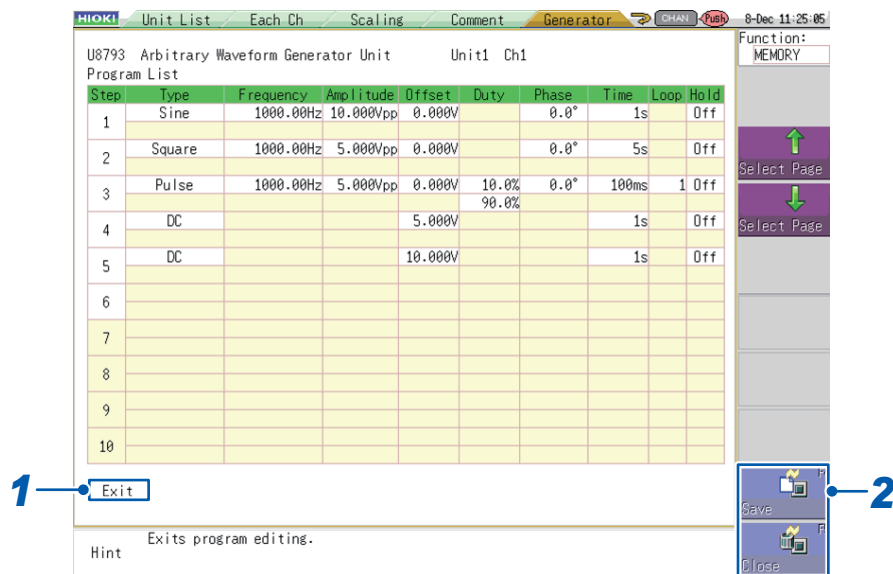 HIOKI Unit List Each Ch Scaling Comment Generator CHAN Push 8-Dec 11:25:05
Function:
MEMORY
U8793 Arbitrary Waveform Generator Unit Unit1 Ch1
Program List
Step Type Frequency Amplitude Offset Duty Phase Time Loop Hold
1 Sine 1000.00Hz 10.000Vpp 0.000V 0.0° 1s Off
2 Square 1000.00Hz 5.000Vpp 0.000V 0.0° 5s Off
3 Pulse 1000.00Hz 5.000Vpp 0.000V 10.0% 0.0° 100ms 1 Off
90.0%
4 DC 5.000V 1s Off
5 DC 10.000V 1s Off
6
7
8
9
10
Select Page
Select Page
1
Exit
2
Save
Close
Hint Exits program editing.